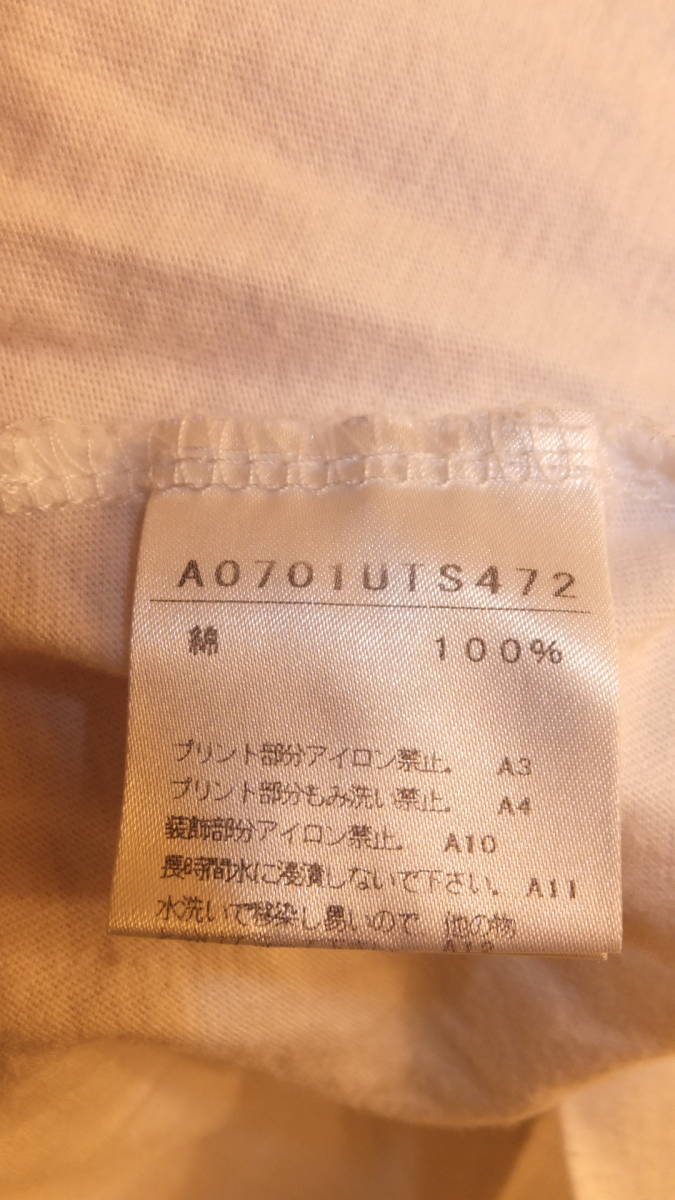 A0701UTS472
綿 100%
プリント部分アイロン禁止。 A3
プリント部分もみ洗い禁止。 A4
装飾部分アイロン禁止。 A10
長時間水に浸漬しないで下さい。 A11
水洗いで移染し易いので、他の物
A12